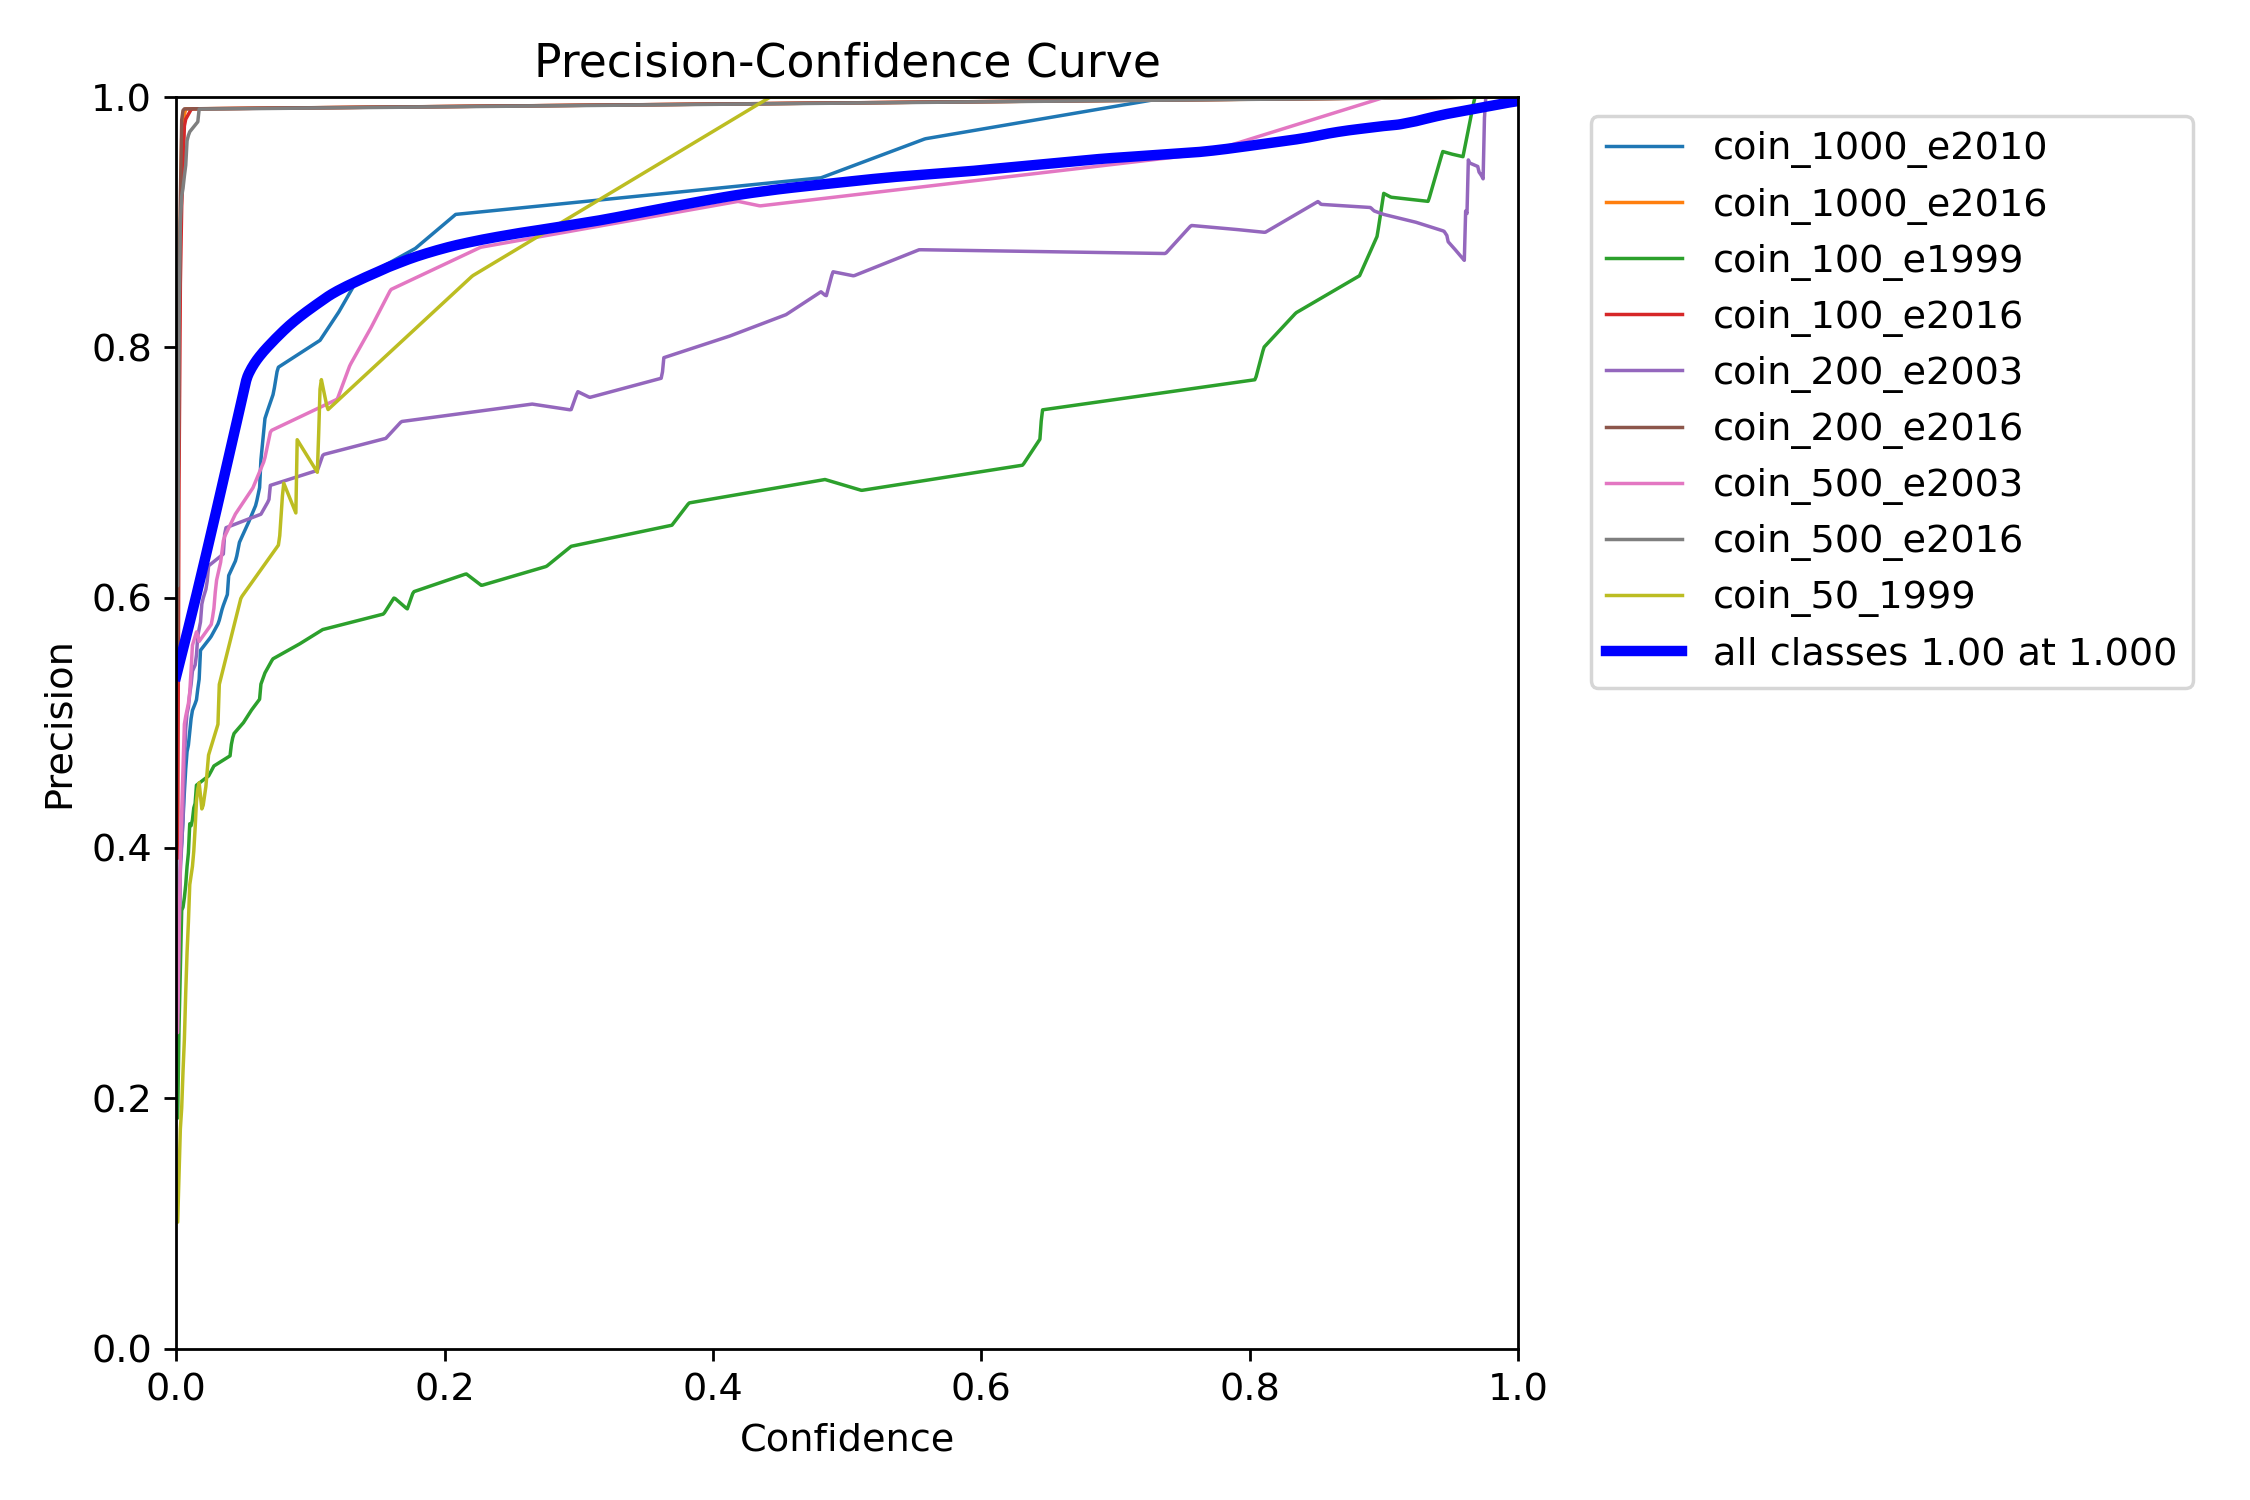 Precision-Confidence Curve
1.0
0.8
0.6
0.4
0.2
0.0
Precision
0.0 0.2 0.4 0.6 0.8 1.0
Confidence
coin_1000_e2010
coin_1000_e2016
coin_100_e1999
coin_100_e2016
coin_200_e2003
coin_200_e2016
coin_500_e2003
coin_500_e2016
coin_50_1999
all classes 1.00 at 1.000